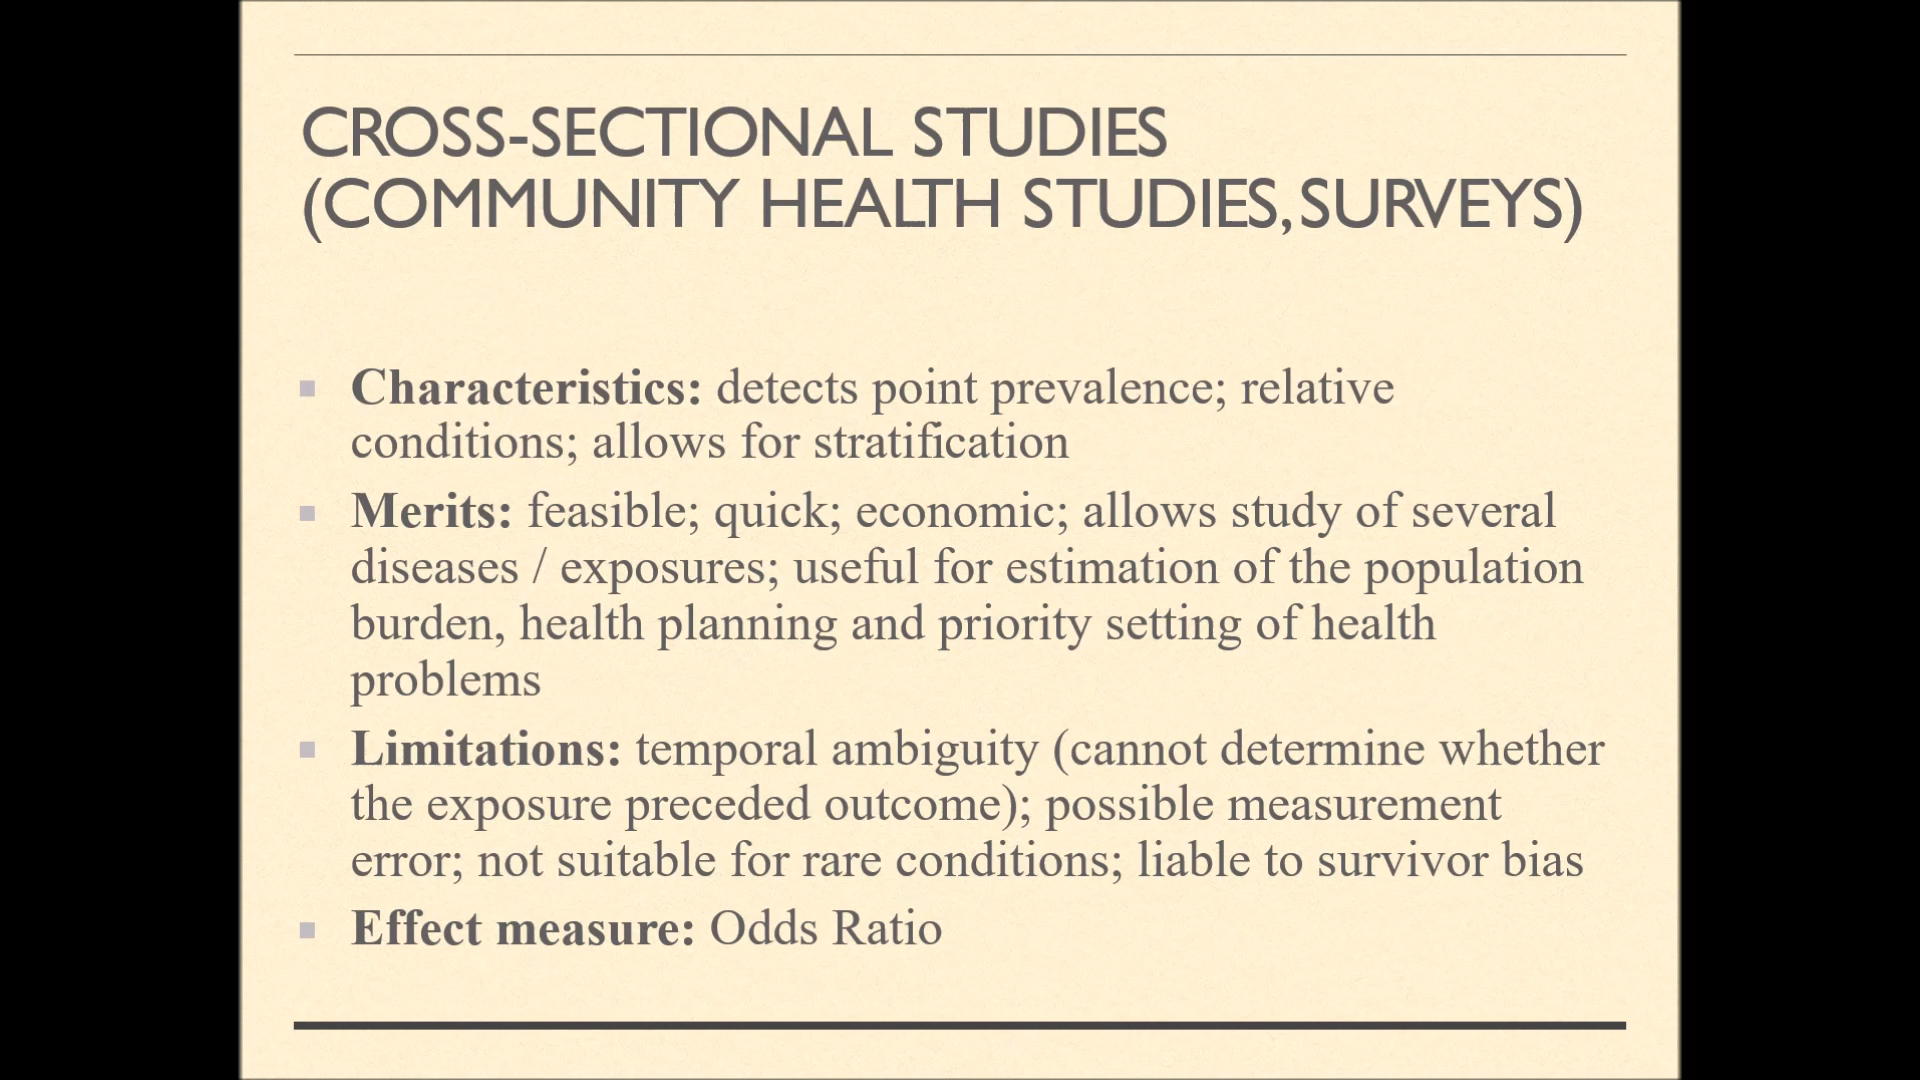 CROSS-SECTIONAL STUDIES
(COMMUNITY HEALTH STUDIES, SURVEYS)
Characteristics: detects point prevalence; relative
conditions; allows for stratification
Merits: feasible; quick; economic; allows study of several
diseases / exposures; useful for estimation of the population
burden, health planning and priority setting of health
problems
Limitations: temporal ambiguity (cannot determine whether
the exposure preceded outcome); possible measurement
error; not suitable for rare conditions; liable to survivor bias
Effect measure: Odds Ratio